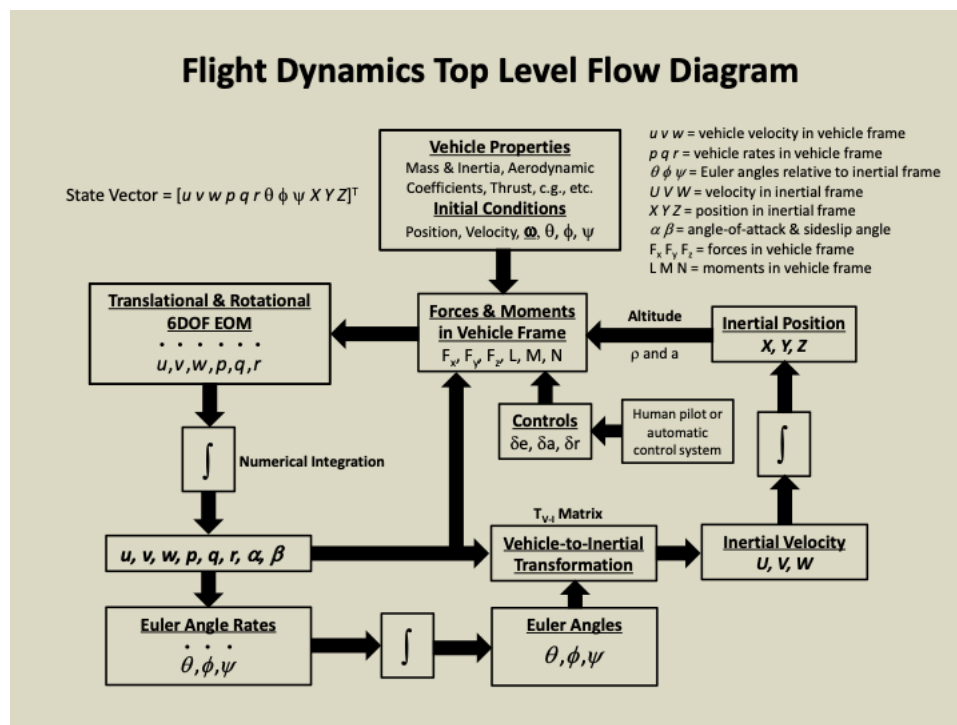 Flight Dynamics Top Level Flow Diagram
State Vector = [u v w p q r θ ϕ ψ X Y Z]ᵀ
Vehicle Properties
Mass & Inertia, Aerodynamic
Coefficients, Thrust, c.g., etc.
Initial Conditions
Position, Velocity, ω, θ, ϕ, ψ
u v w = vehicle velocity in vehicle frame
p q r = vehicle rates in vehicle frame
θ ϕ ψ = Euler angles relative to inertial frame
U V W = velocity in inertial frame
X Y Z = position in inertial frame
α β = angle-of-attack & sideslip angle
Fx Fy Fz = forces in vehicle frame
L M N = moments in vehicle frame
Translational & Rotational
6DOF EOM
u̇,v̇,ẇ,ṗ,q̇,ṙ
Forces & Moments
in Vehicle Frame
Fx, Fy, Fz, L, M, N
Altitude
ρ and a
Inertial Position
X, Y, Z
Controls
δe, δa, δr
Human pilot or
automatic
control system
∫
Numerical Integration
∫
TV-I Matrix
u, v, w, p, q, r, α, β
Vehicle-to-Inertial
Transformation
Inertial Velocity
U, V, W
Euler Angle Rates
θ̇,ϕ̇,ψ̇
∫
Euler Angles
θ,ϕ,ψ